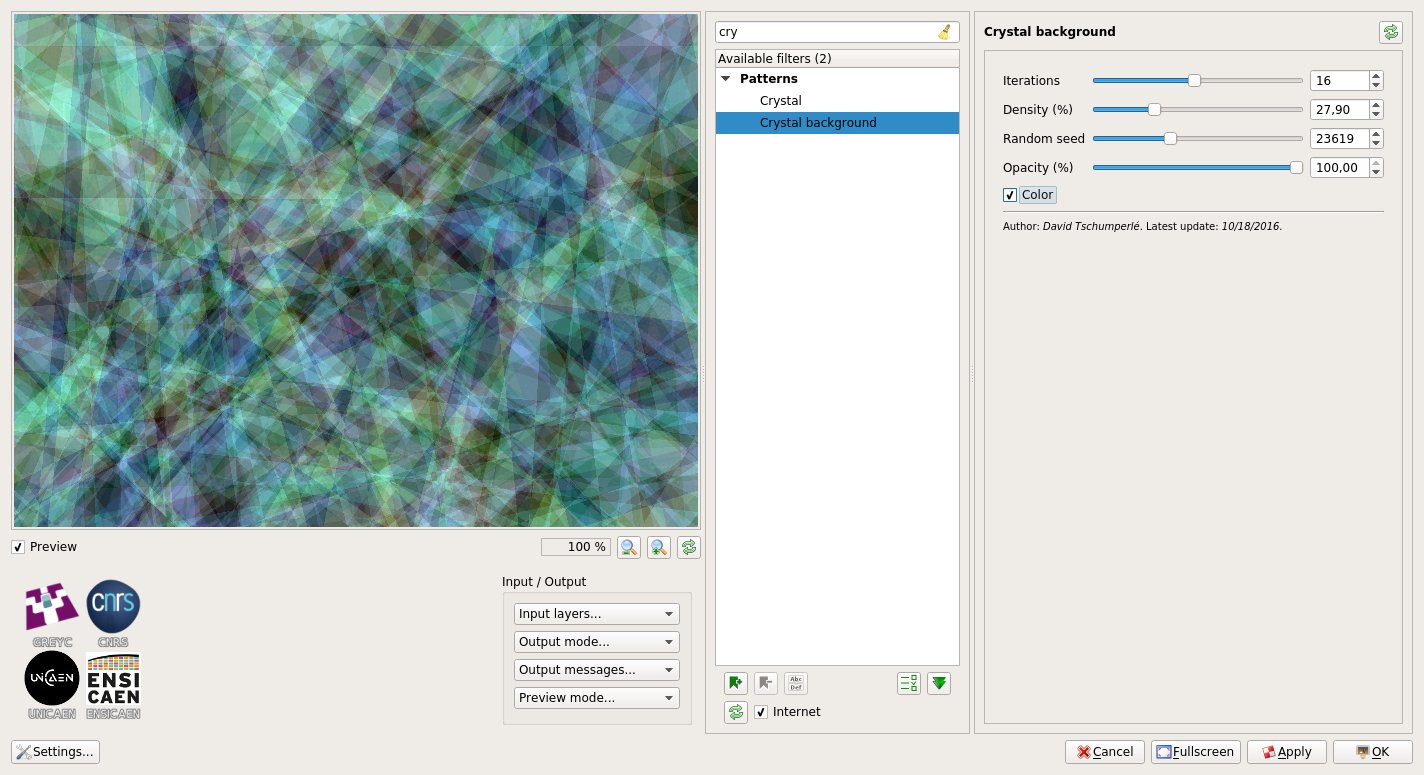 Preview
100 %
GREYC
cnrs
CNRS
UNICAEN
UNICAEN
ENSI
CAEN
ENSICAEN
Input / Output
Input layers...
Output mode...
Output messages...
Preview mode...
Settings...
cry
Available filters (2)
Patterns
Crystal
Crystal background
Abc
Def
Internet
Crystal background
Iterations 16
Density (%) 27,90
Random seed 23619
Opacity (%) 100,00
Color
Author: David Tschumperlé. Latest update: 10/18/2016.
Cancel
Fullscreen
Apply
OK